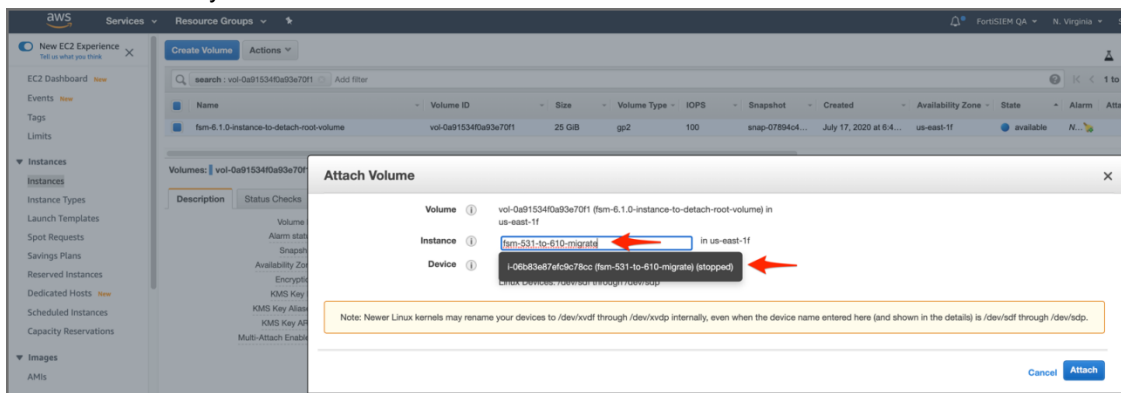 aws Services Resource Groups FortiSIEM QA N. Virginia
New EC2 Experience
Tell us what you think
Create Volume Actions
EC2 Dashboard New
search : vol-0a91534f0a93e70f1 Add filter 1 to
Events New
Name Volume ID Size Volume Type IOPS Snapshot Created Availability Zone State Alarm
Tags
fsm-6.1.0-instance-to-detach-root-volume vol-0a91534f0a93e70f1 25 GiB gp2 100 snap-07894c4... July 17, 2020 at 6:4... us-east-1f available N...
Limits
Instances
Volumes: vol-0a91534f0a93e70f
Attach Volume
Instances
Description Status Checks
Instance Types
Launch Templates
Spot Requests
Savings Plans
Reserved Instances
Dedicated Hosts New
Scheduled Instances
Capacity Reservations
Images
AMIs
Volume
Snapsh
Availability Zo
KMS Key
KMS Key Alias
Volume vol-0a91534f0a93e70f1 (fsm-6.1.0-instance-to-detach-root-volume) in
us-east-1f
Instance fsm-531-to-610-migrate in us-east-1f
Device i-06b83e87efc9c78cc (fsm-531-to-610-migrate) (stopped)
Linux Devices: /dev/sdf through /dev/sdp
Note: Newer Linux kernels may rename your devices to /dev/xvdf through /dev/xvdp internally, even when the device name entered here (and shown in the details) is /dev/sdf through /dev/sdp.
Cancel Attach